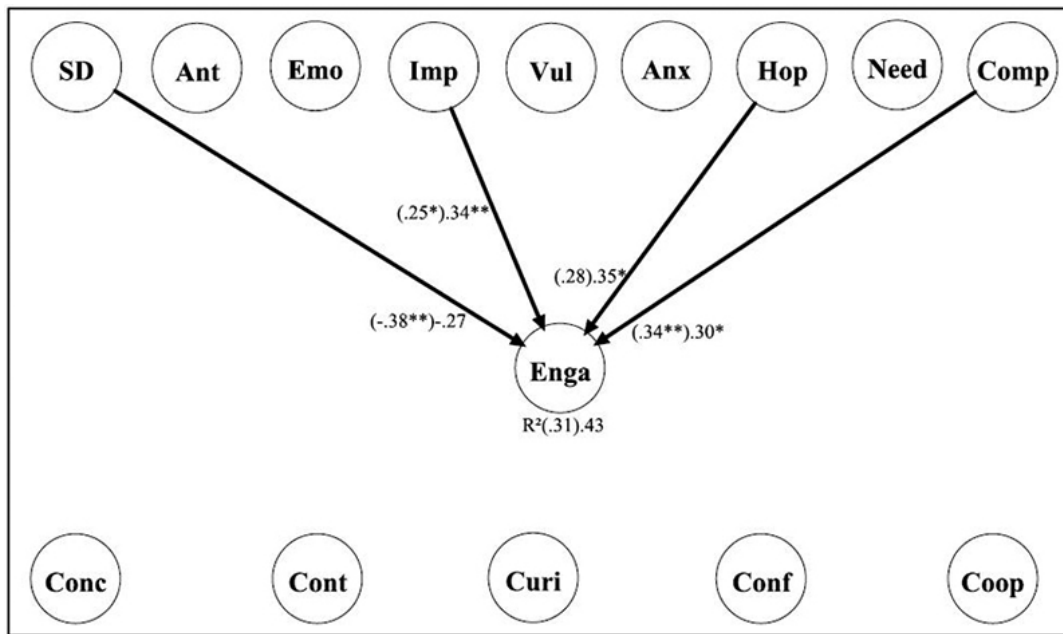 SD Ant Emo Imp Vul Anx Hop Need Comp
(.25*).34**
(-.38**)-.27
(.28).35*
(.34**).30*
Enga
R²(.31).43
Conc Cont Curi Conf Coop